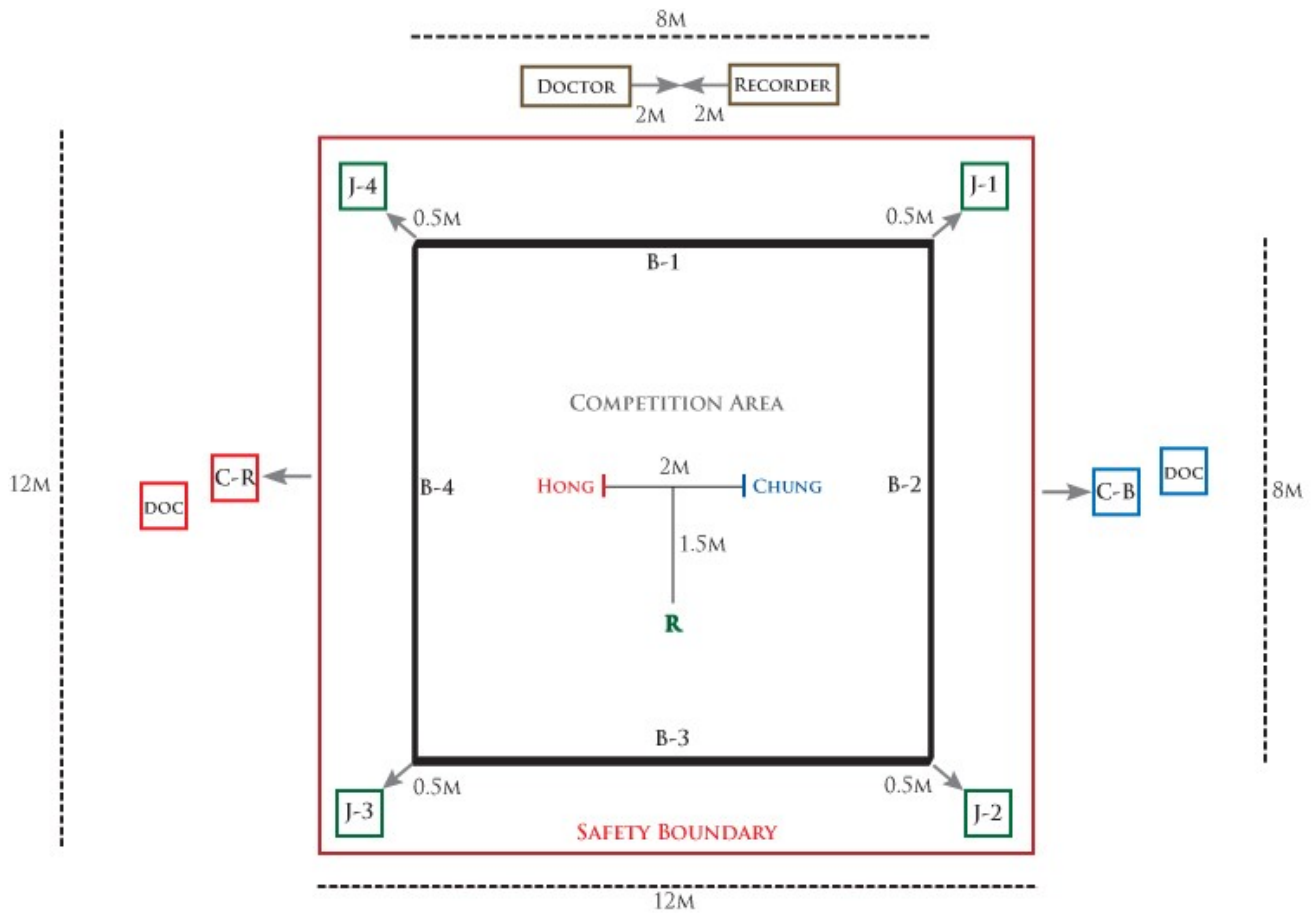 8M
DOCTOR
RECORDER
2M
2M
J-4
J-1
0.5M
0.5M
B-1
COMPETITION AREA
2M
C-R
HONG
CHUNG
DOC
12M
B-4
B-2
C-B
8M
DOC
1.5M
R
B-3
0.5M
0.5M
J-3
J-2
SAFETY BOUNDARY
12M